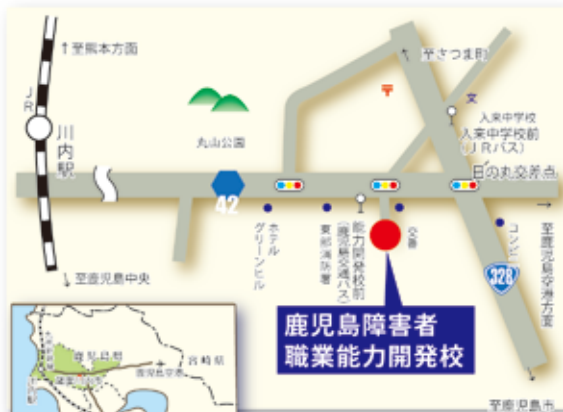 ↑至熊本方面
JR
川内駅
↓至鹿児島中央
丸山公園
42
ホテル
グリーンヒル
東部消防署
能力開発校前
(鹿児島交通バス)
交番
〒
至さつま町
文
入来中学校
入来中学校前
(JRバス)
日の丸交差点
コンビニ
→
至鹿児島空港方面
328
鹿児島障害者
職業能力開発校
至鹿児島市
鹿児島県
宮崎県
鹿児島空港